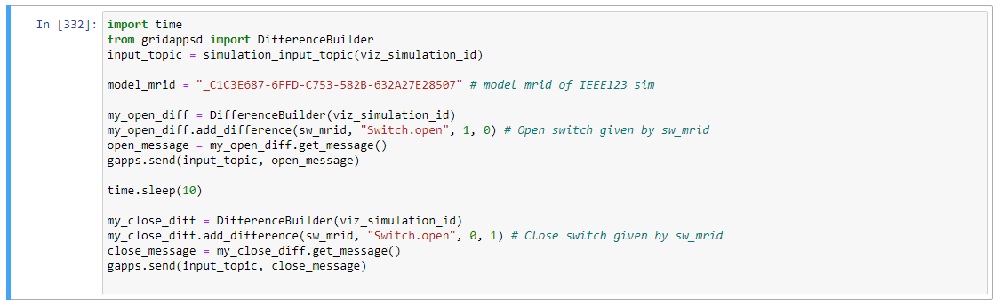 In [332]: import time
from gridappsd import DifferenceBuilder
input_topic = simulation_input_topic(viz_simulation_id)
model_mrid = "_C1C3E687-6FFD-C753-582B-632A27E28507" # model mrid of IEEE123 sim
my_open_diff = DifferenceBuilder(viz_simulation_id)
my_open_diff.add_difference(sw_mrid, "Switch.open", 1, 0) # Open switch given by sw_mrid
open_message = my_open_diff.get_message()
gapps.send(input_topic, open_message)
time.sleep(10)
my_close_diff = DifferenceBuilder(viz_simulation_id)
my_close_diff.add_difference(sw_mrid, "Switch.open", 0, 1) # Close switch given by sw_mrid
close_message = my_close_diff.get_message()
gapps.send(input_topic, close_message)